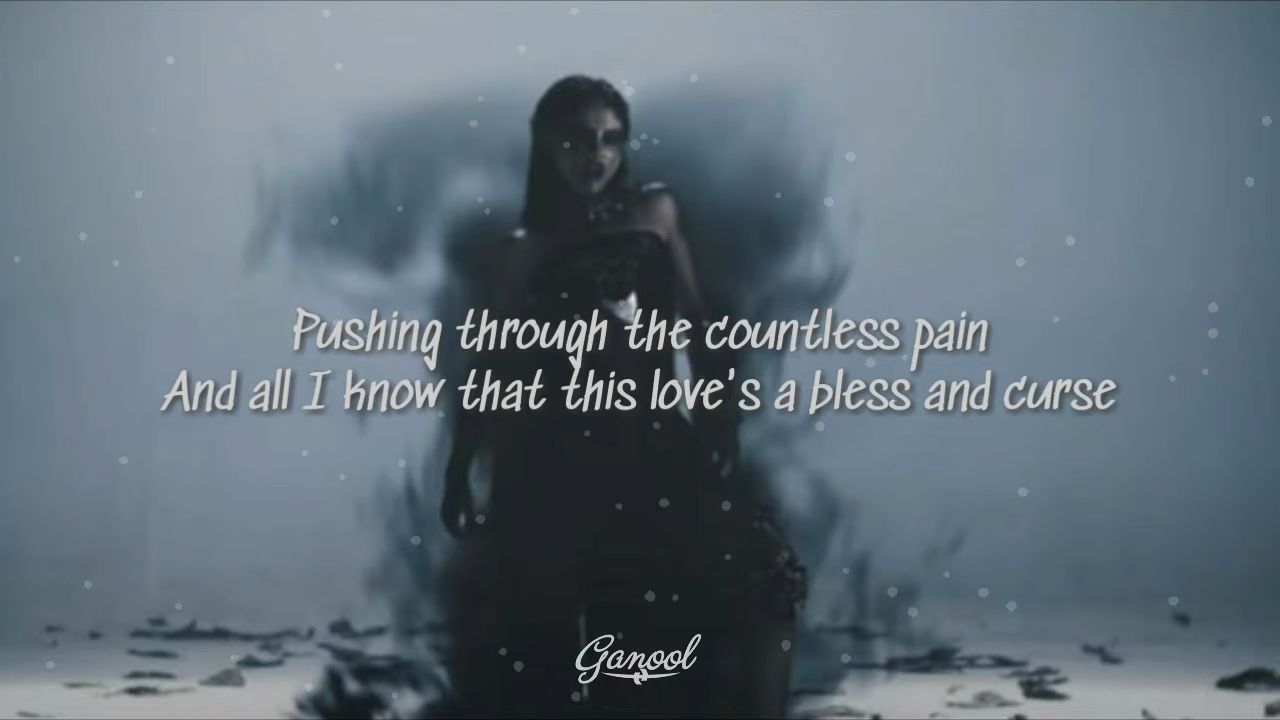 Pushing through the countless pain
And all I know that this love's a bless and curse
Ganool